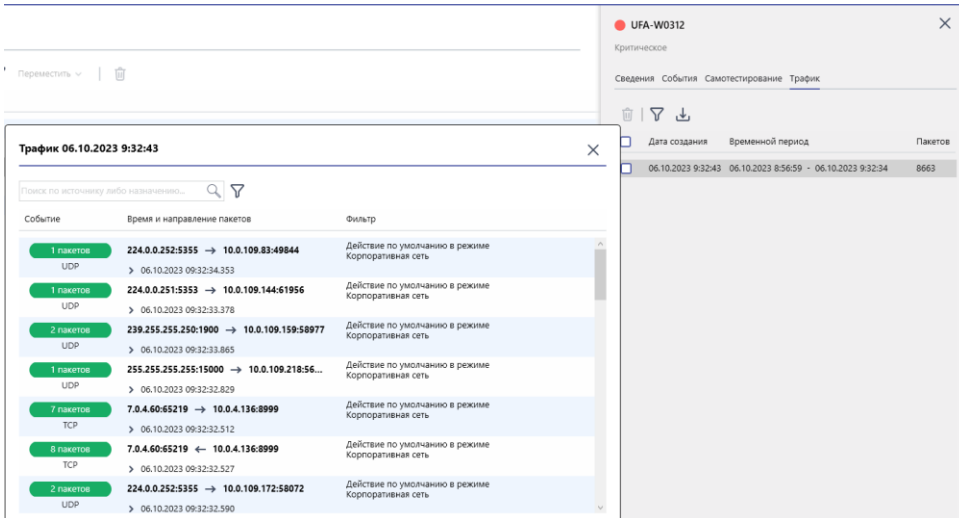 UFA-W0312
Критическое
Переместить
Сведения События Самотестирование Трафик
Дата создания Временной период Пакетов
06.10.2023 9:32:43 06.10.2023 8:56:59 - 06.10.2023 9:32:34 8663
Трафик 06.10.2023 9:32:43
Поиск по источнику либо назначению...
Событие Время и направление пакетов Фильтр
1 пакетов 224.0.0.252:5355 → 10.0.109.83:49844 Действие по умолчанию в режиме
Корпоративная сеть
UDP > 06.10.2023 09:32:34.353
1 пакетов 224.0.0.251:5353 → 10.0.109.144:61956 Действие по умолчанию в режиме
Корпоративная сеть
UDP > 06.10.2023 09:32:33.378
2 пакетов 239.255.255.250:1900 → 10.0.109.159:58977 Действие по умолчанию в режиме
Корпоративная сеть
UDP > 06.10.2023 09:32:33.865
1 пакетов 255.255.255.255:15000 → 10.0.109.218:56... Действие по умолчанию в режиме
Корпоративная сеть
UDP > 06.10.2023 09:32:32.829
7 пакетов 7.0.4.60:65219 → 10.0.4.136:8999 Действие по умолчанию в режиме
Корпоративная сеть
TCP > 06.10.2023 09:32:32.512
8 пакетов 7.0.4.60:65219 ← 10.0.4.136:8999 Действие по умолчанию в режиме
Корпоративная сеть
TCP > 06.10.2023 09:32:32.527
2 пакетов 224.0.0.252:5355 → 10.0.109.172:58072 Действие по умолчанию в режиме
Корпоративная сеть
UDP > 06.10.2023 09:32:32.590